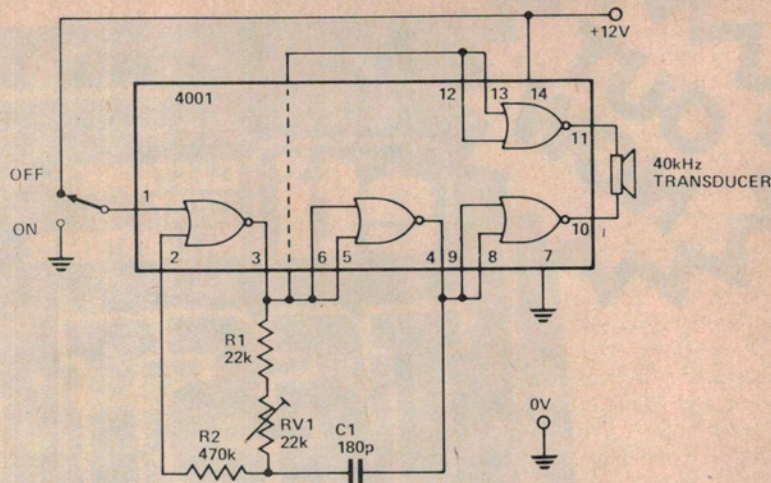 +12V
4001
12
13
14
11
OFF
1
40kHz
TRANSDUCER
ON
10
2
3
6
5
4
9
8
7
R1
22k
RV1
22k
C1
180p
R2
470k
0V